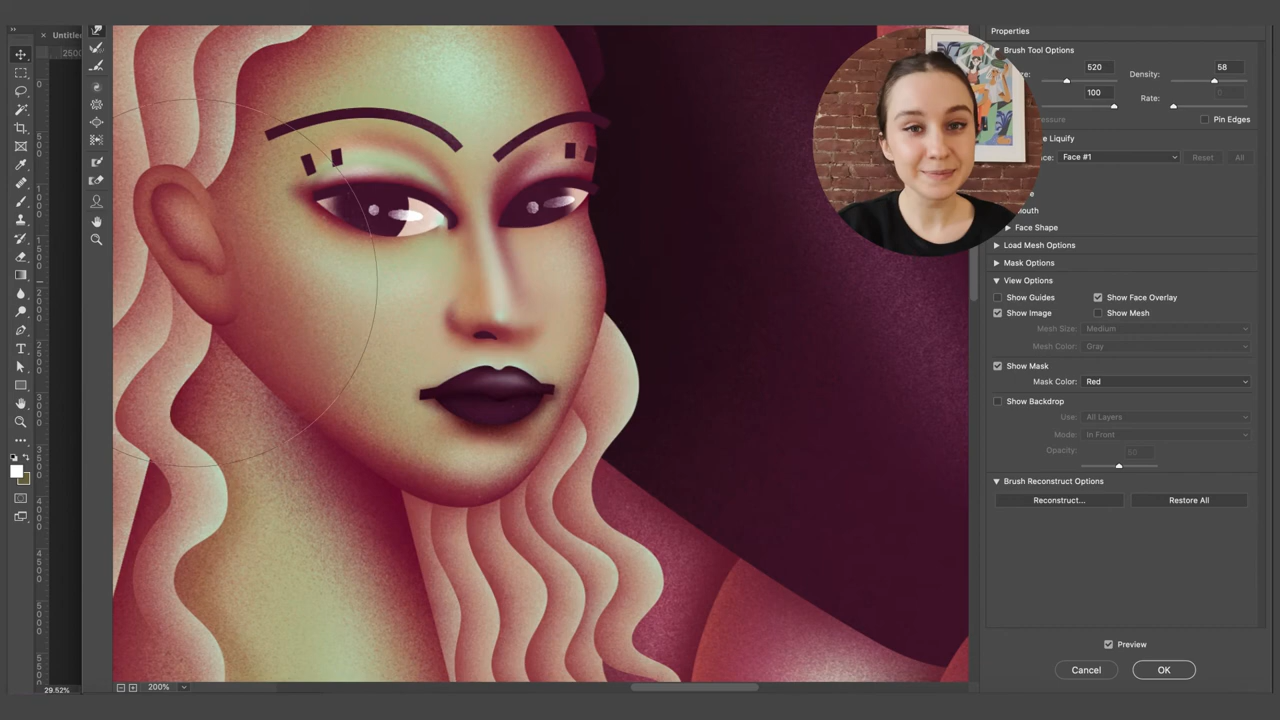 Untitled
Properties
Brush Tool Options
520
Density:
58
100
Rate:
0
Pin Edges
Liquify
Face #1
Reset
All
Mouth
Face Shape
Load Mesh Options
Mask Options
View Options
Show Guides
Show Face Overlay
Show Image
Show Mesh
Mesh Size:
Medium
Mesh Color:
Gray
Show Mask
Mask Color:
Red
Show Backdrop
Use:
All Layers
Mode:
In Front
Opacity:
50
Brush Reconstruct Options
Reconstruct...
Restore All
Preview
Cancel
OK
200%
29.52%